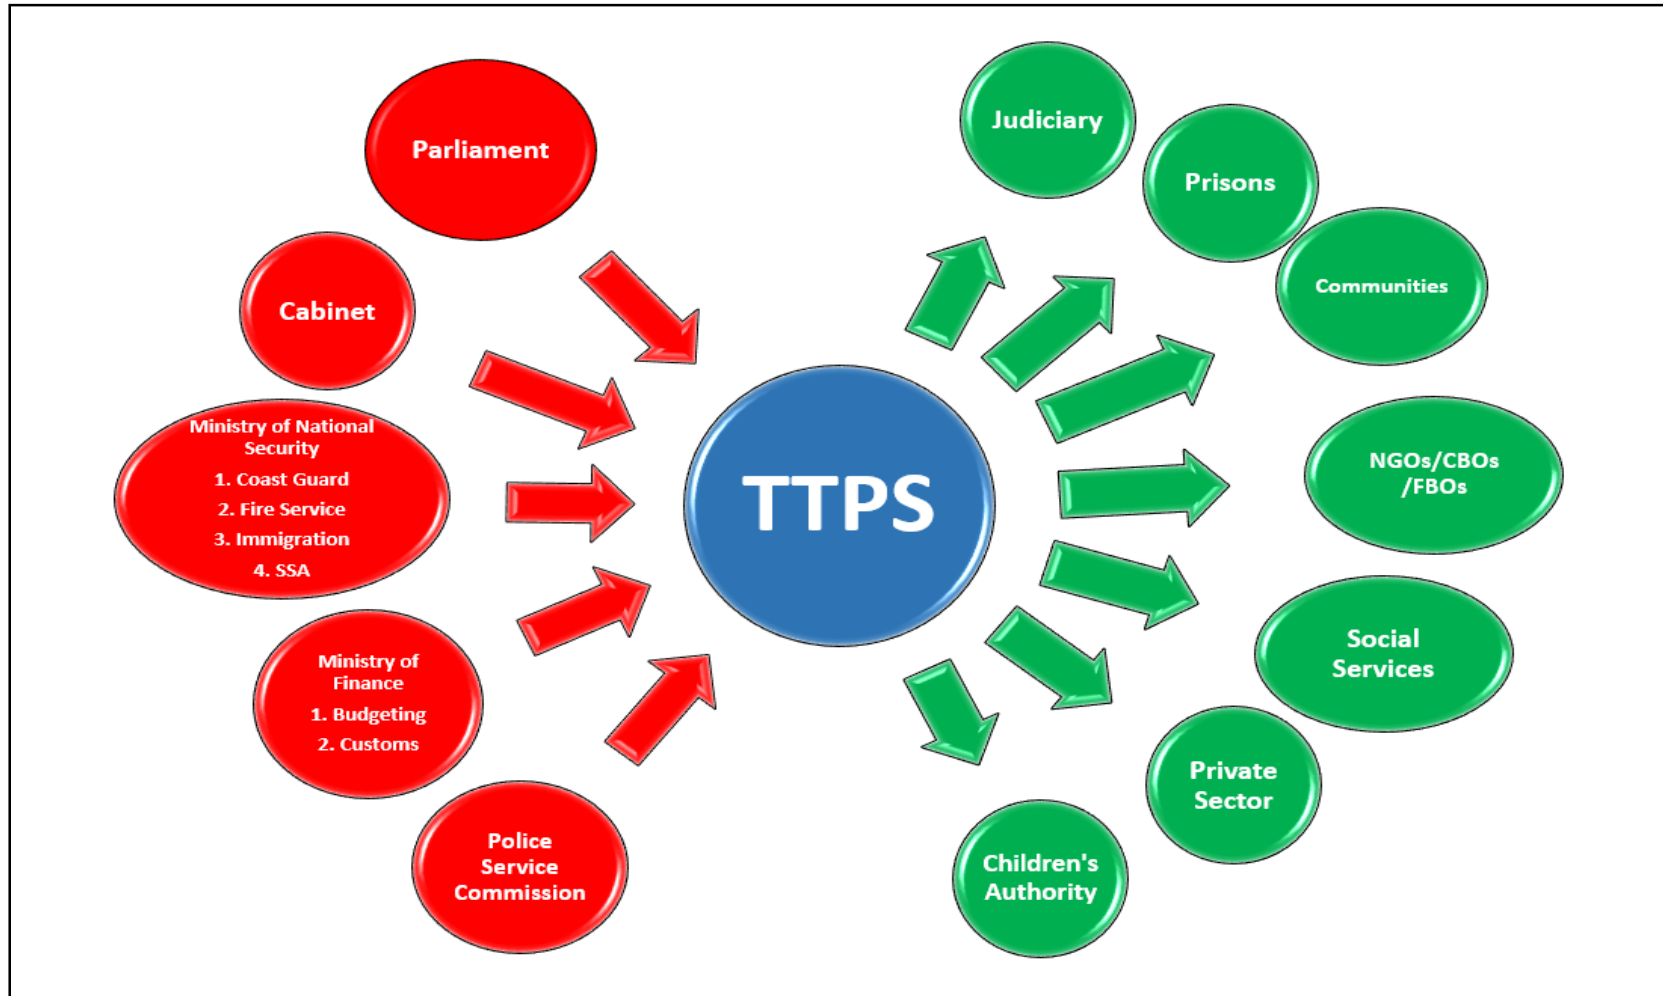 Parliament
Cabinet
Ministry of National
Security
1. Coast Guard
2. Fire Service
3. Immigration
4. SSA
Ministry of
Finance
1. Budgeting
2. Customs
Police
Service
Commission
TTPS
Judiciary
Prisons
Communities
NGOs/CBOs
/FBOs
Social
Services
Private
Sector
Children's
Authority